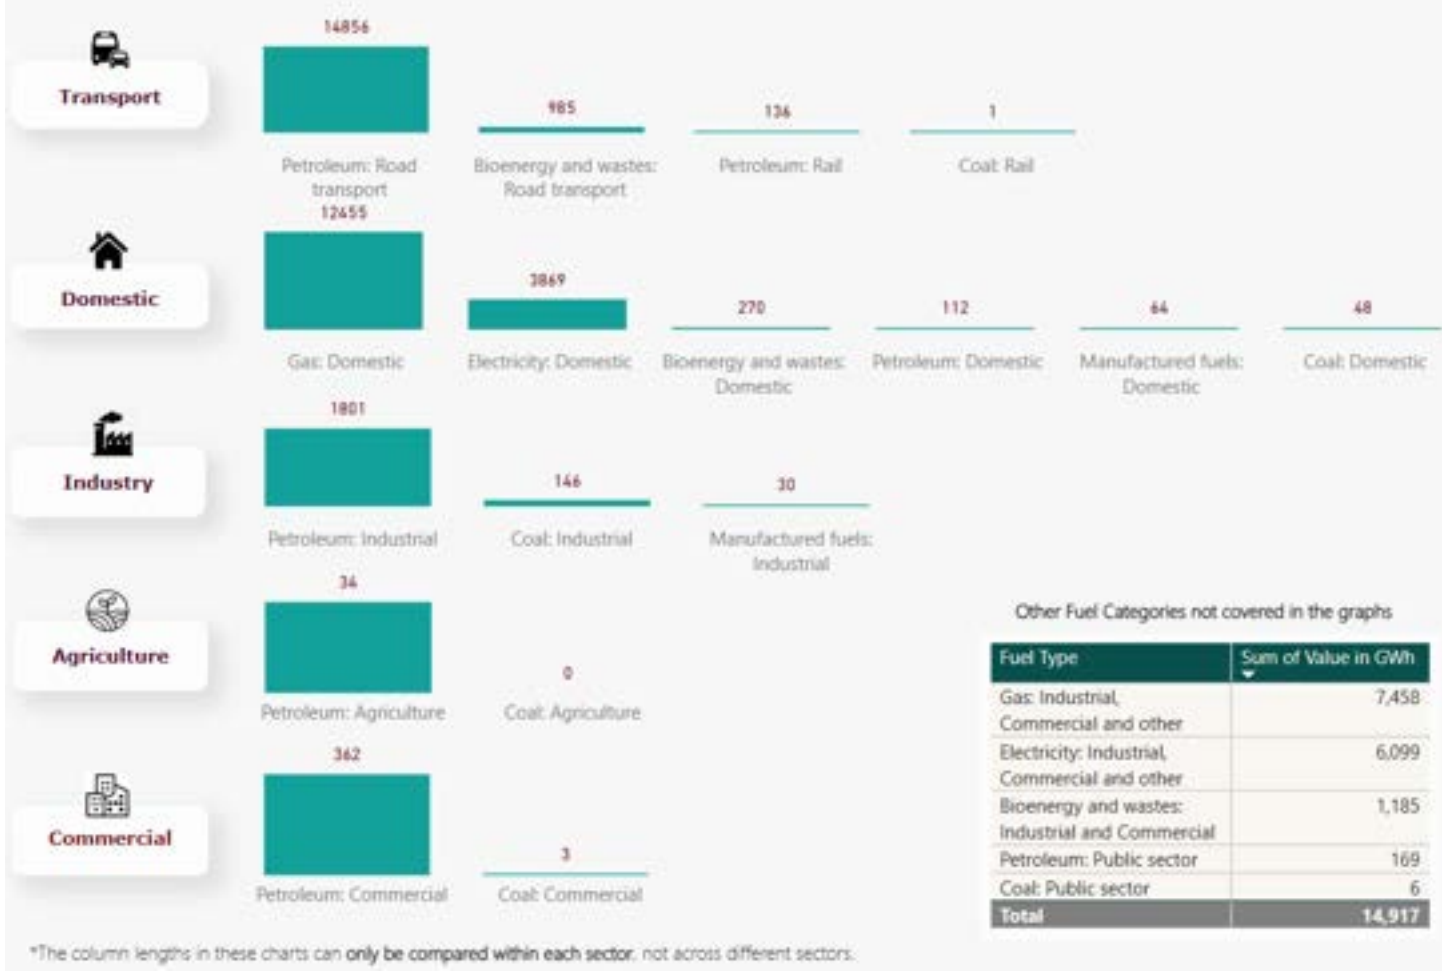 14856
Transport
985
136
1
Petroleum: Road
transport
Bioenergy and wastes:
Road transport
Petroleum: Rail
Coal: Rail
12455
Domestic
3869
270
112
64
48
Gas: Domestic
Electricity: Domestic
Bioenergy and wastes:
Domestic
Petroleum: Domestic
Manufactured fuels:
Domestic
Coal: Domestic
1801
Industry
146
30
Petroleum: Industrial
Coal: Industrial
Manufactured fuels:
Industrial
34
Agriculture
0
Petroleum: Agriculture
Coal: Agriculture
362
Commercial
3
Petroleum: Commercial
Coal: Commercial
Other Fuel Categories not covered in the graphs
Fuel Type Sum of Value in GWh
Gas: Industrial, 7,458
Commercial and other
Electricity: Industrial, 6,099
Commercial and other
Bioenergy and wastes: 1,185
Industrial and Commercial
Petroleum: Public sector 169
Coal: Public sector 6
Total 14,917
*The column lengths in these charts can only be compared within each sector, not across different sectors.